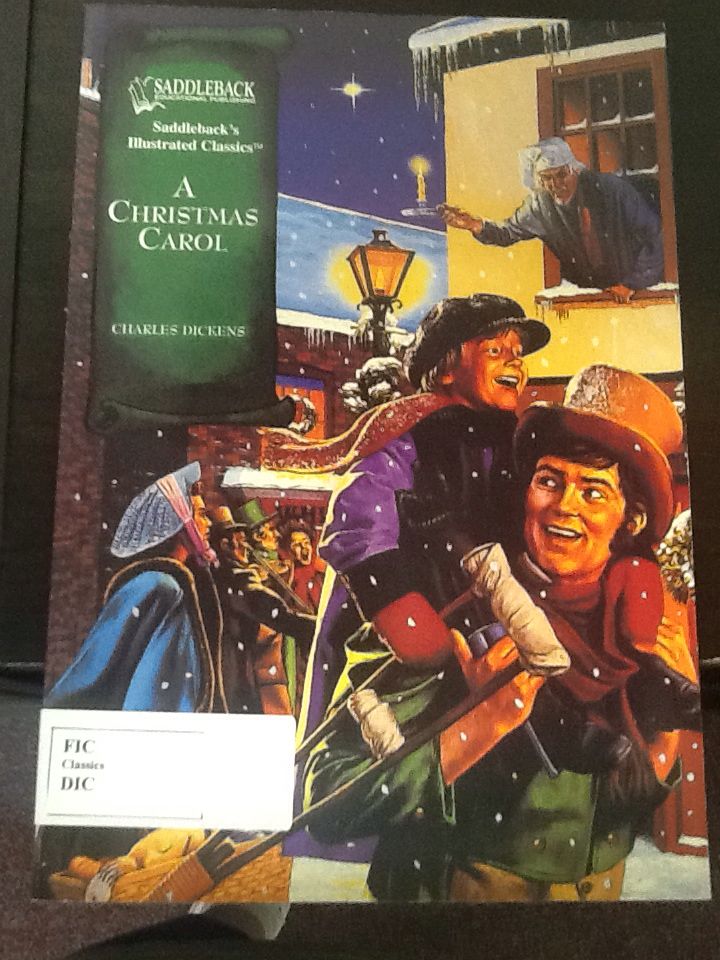 SADDLEBACK
EDUCATIONAL PUBLISHING
Saddleback's
Illustrated Classics™
A
CHRISTMAS
CAROL
CHARLES DICKENS
FIC
Classics
DIC